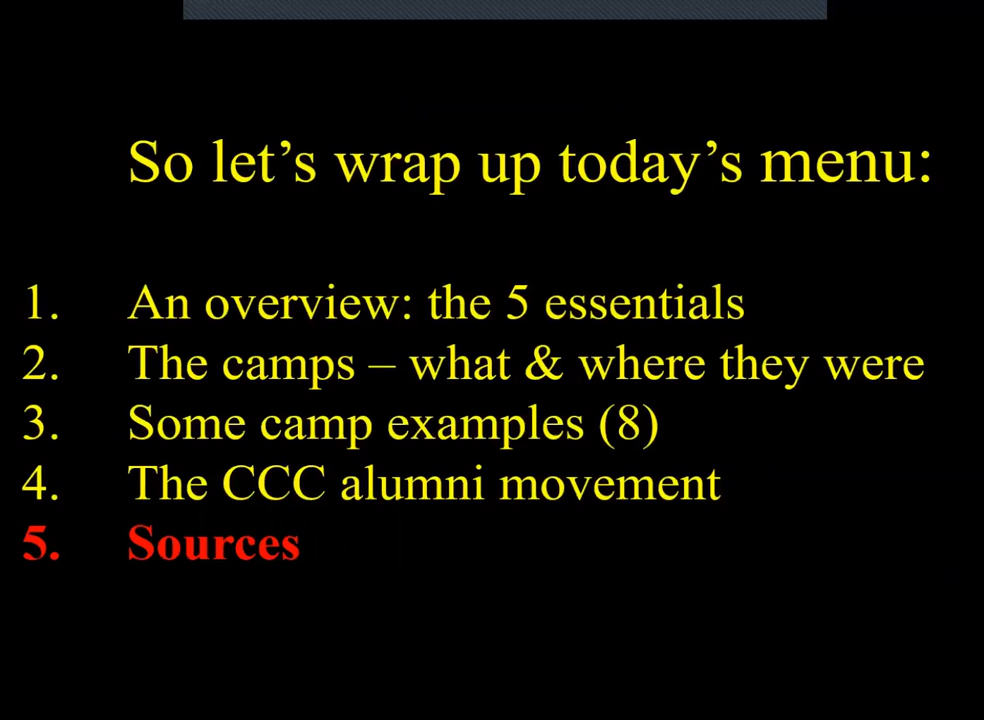 So let’s wrap up today’s menu:
1. An overview: the 5 essentials
2. The camps – what & where they were
3. Some camp examples (8)
4. The CCC alumni movement
5. Sources